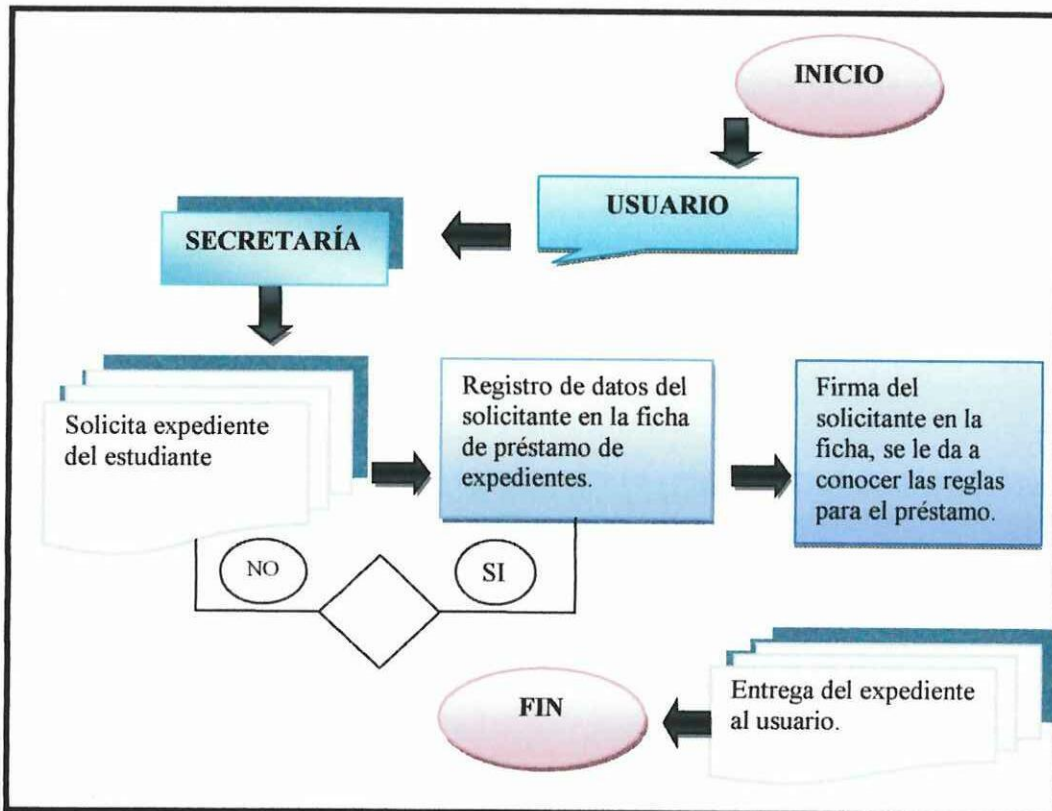 INICIO
USUARIO
SECRETARÍA
Solicita expediente
del estudiante
Registro de datos del
solicitante en la ficha
de préstamo de
expedientes.
Firma del
solicitante en la
ficha, se le da a
conocer las reglas
para el préstamo.
NO
SI
Entrega del expediente
al usuario.
FIN